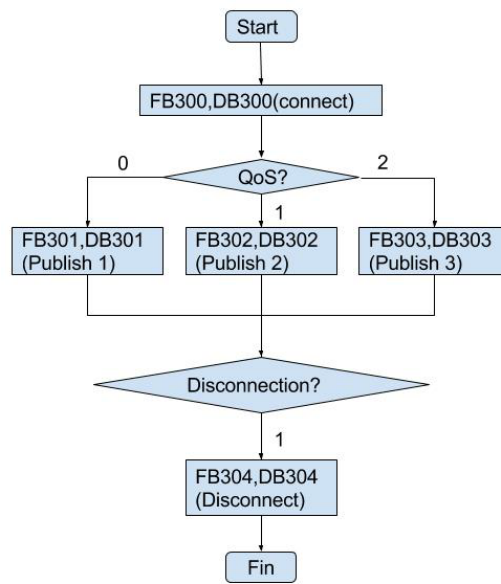 Start
FB300,DB300(connect)
QoS?
0
1
2
FB301,DB301
(Publish 1)
FB302,DB302
(Publish 2)
FB303,DB303
(Publish 3)
Disconnection?
1
FB304,DB304
(Disconnect)
Fin